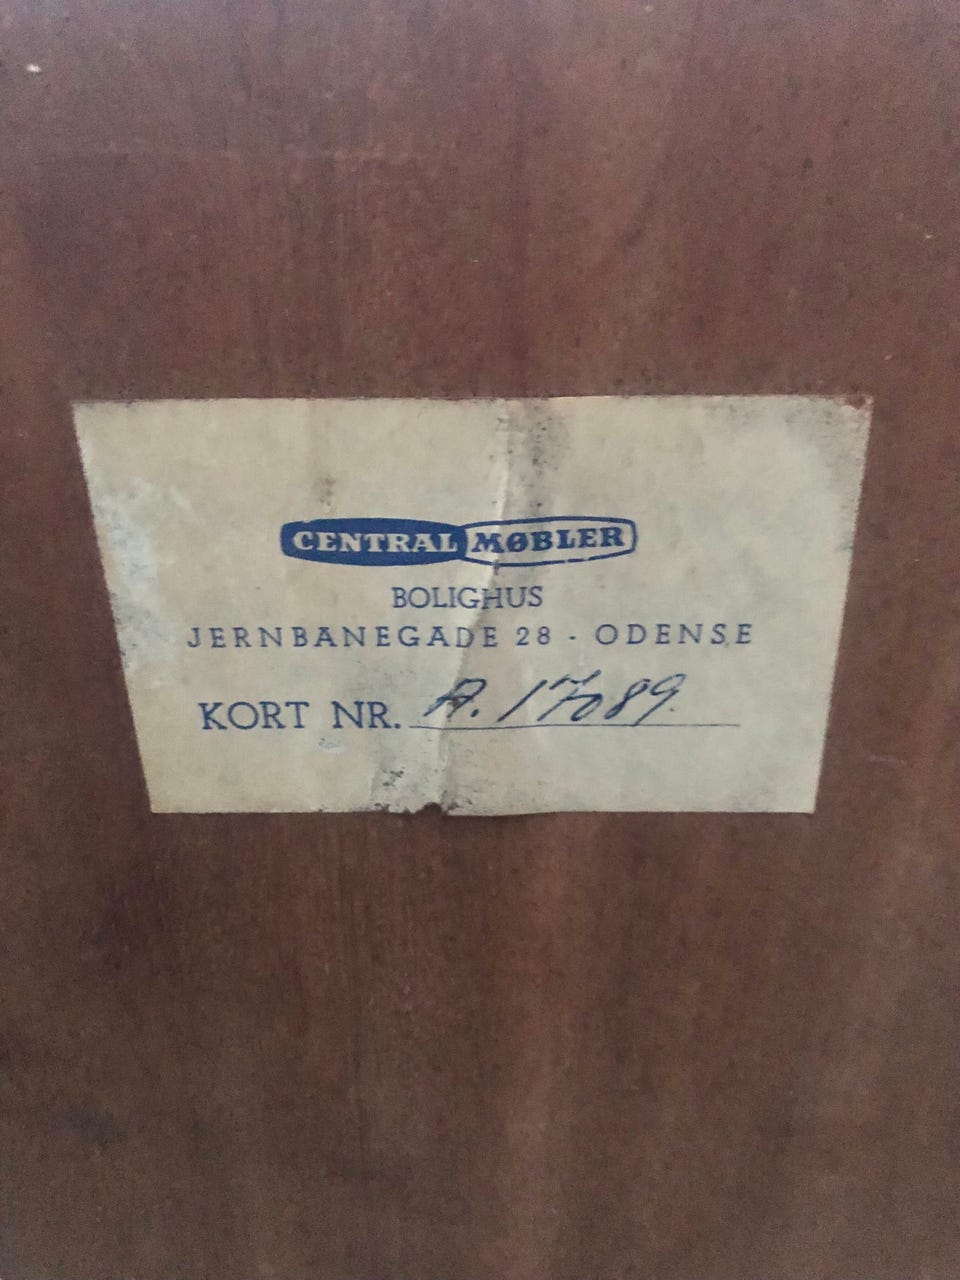 CENTRAL MØBLER
BOLIGHUS
JERNBANEGADE 28 - ODENSE
KORT NR. A. 17089.